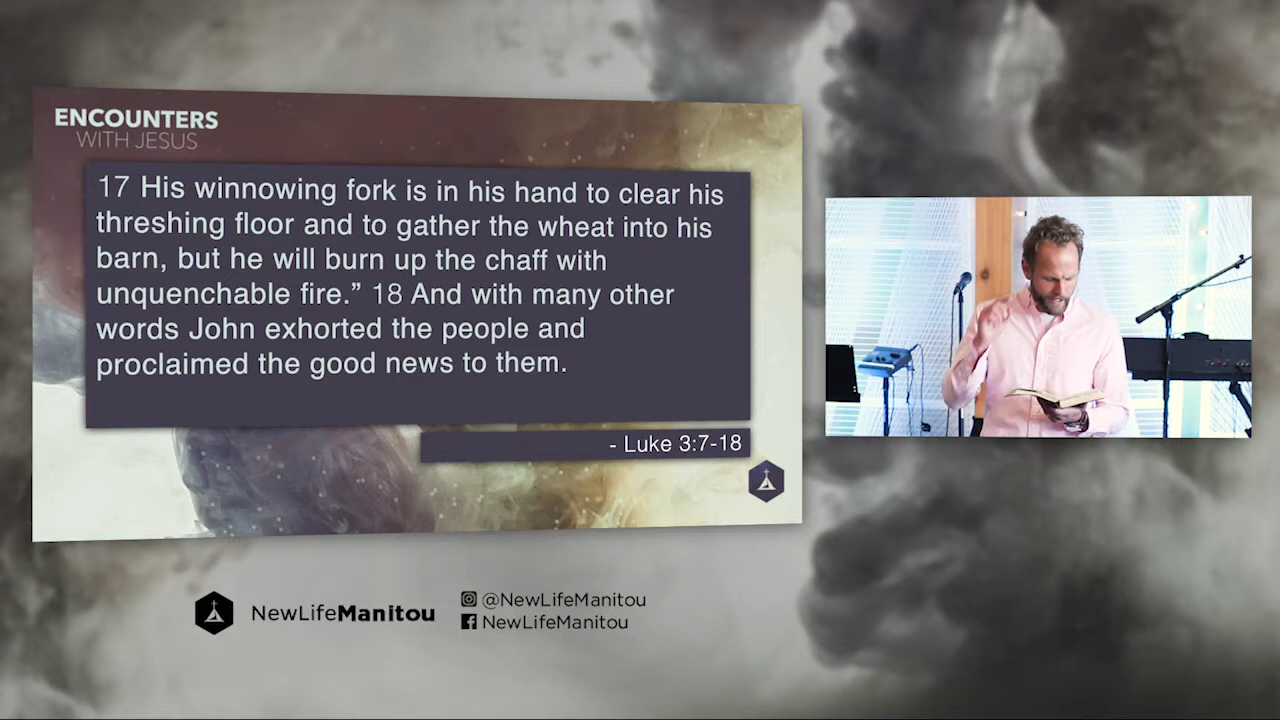 ENCOUNTERS
WITH JESUS
17 His winnowing fork is in his hand to clear his
threshing floor and to gather the wheat into his
barn, but he will burn up the chaff with
unquenchable fire.” 18 And with many other
words John exhorted the people and
proclaimed the good news to them.
- Luke 3:7-18
NewLifeManitou
@NewLifeManitou
NewLifeManitou